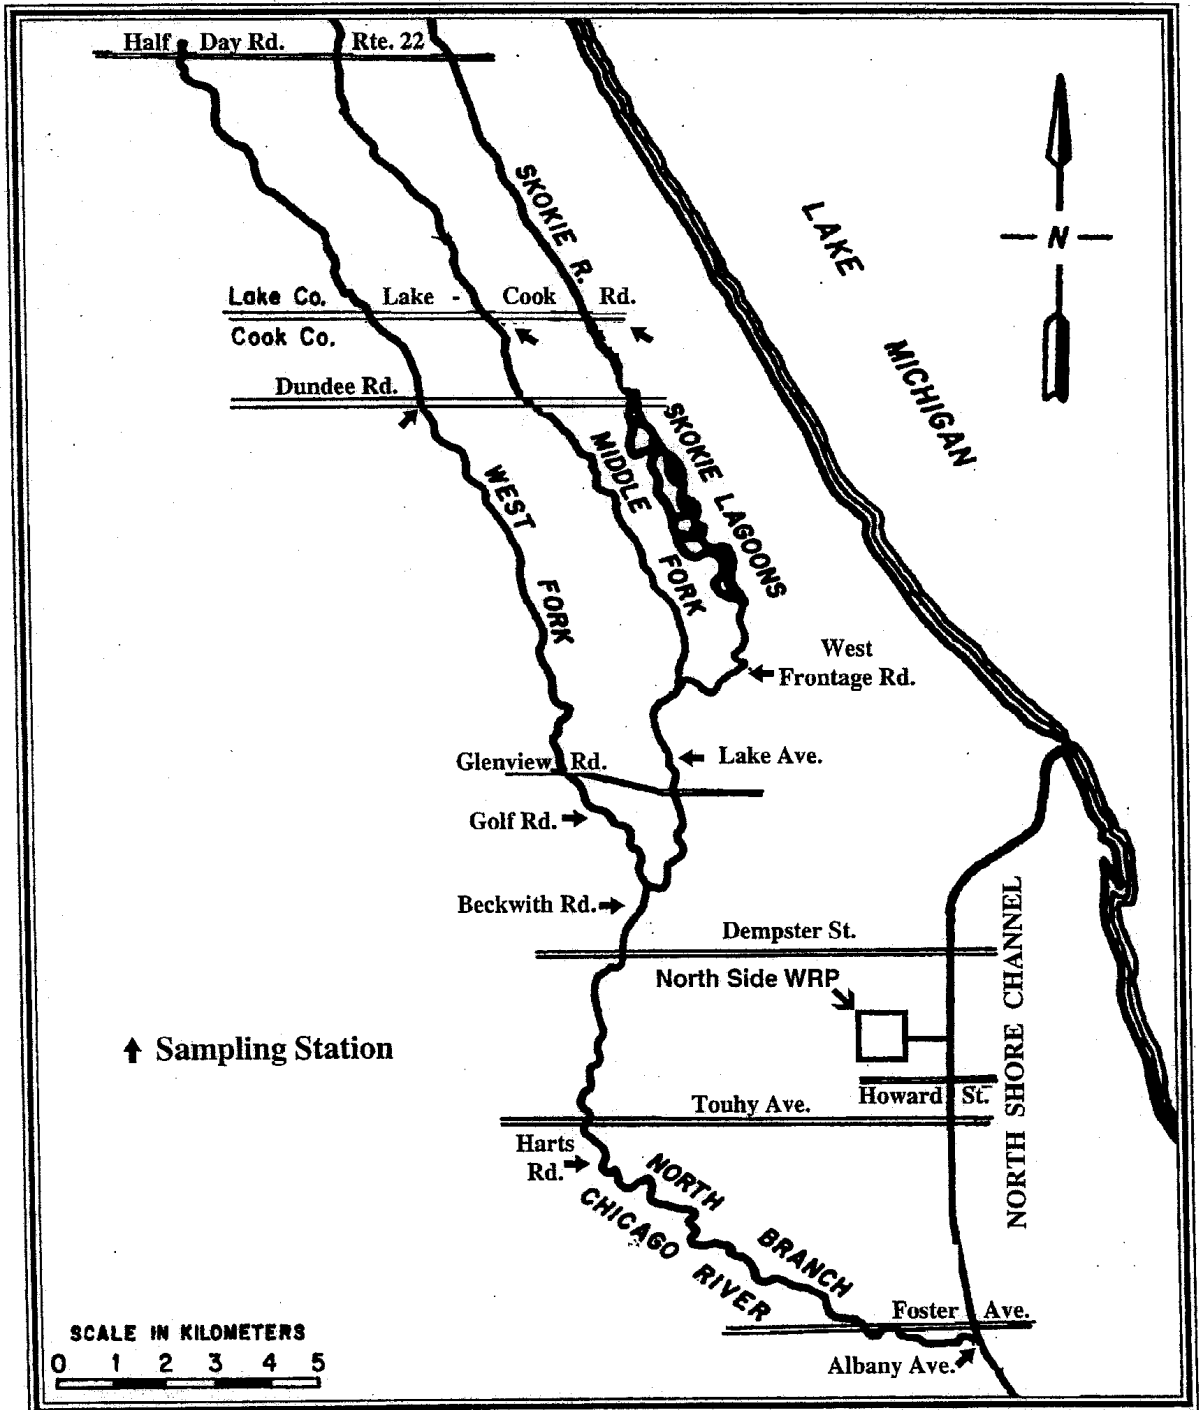 Half Day Rd. Rte. 22
SKOKIE R.
LAKE
MICHIGAN
N
Lake Co. Lake - Cook Rd.
Cook Co.
Dundee Rd.
SKOKIE LAGOONS
MIDDLE FORK
WEST FORK
West
Frontage Rd.
Lake Ave.
Glenview Rd.
Golf Rd.
Beckwith Rd.
Dempster St.
North Side WRP
NORTH SHORE CHANNEL
Sampling Station
Howard St.
Touhy Ave.
Harts
Rd.
NORTH BRANCH
CHICAGO RIVER
Foster Ave.
Albany Ave.
SCALE IN KILOMETERS
0 1 2 3 4 5